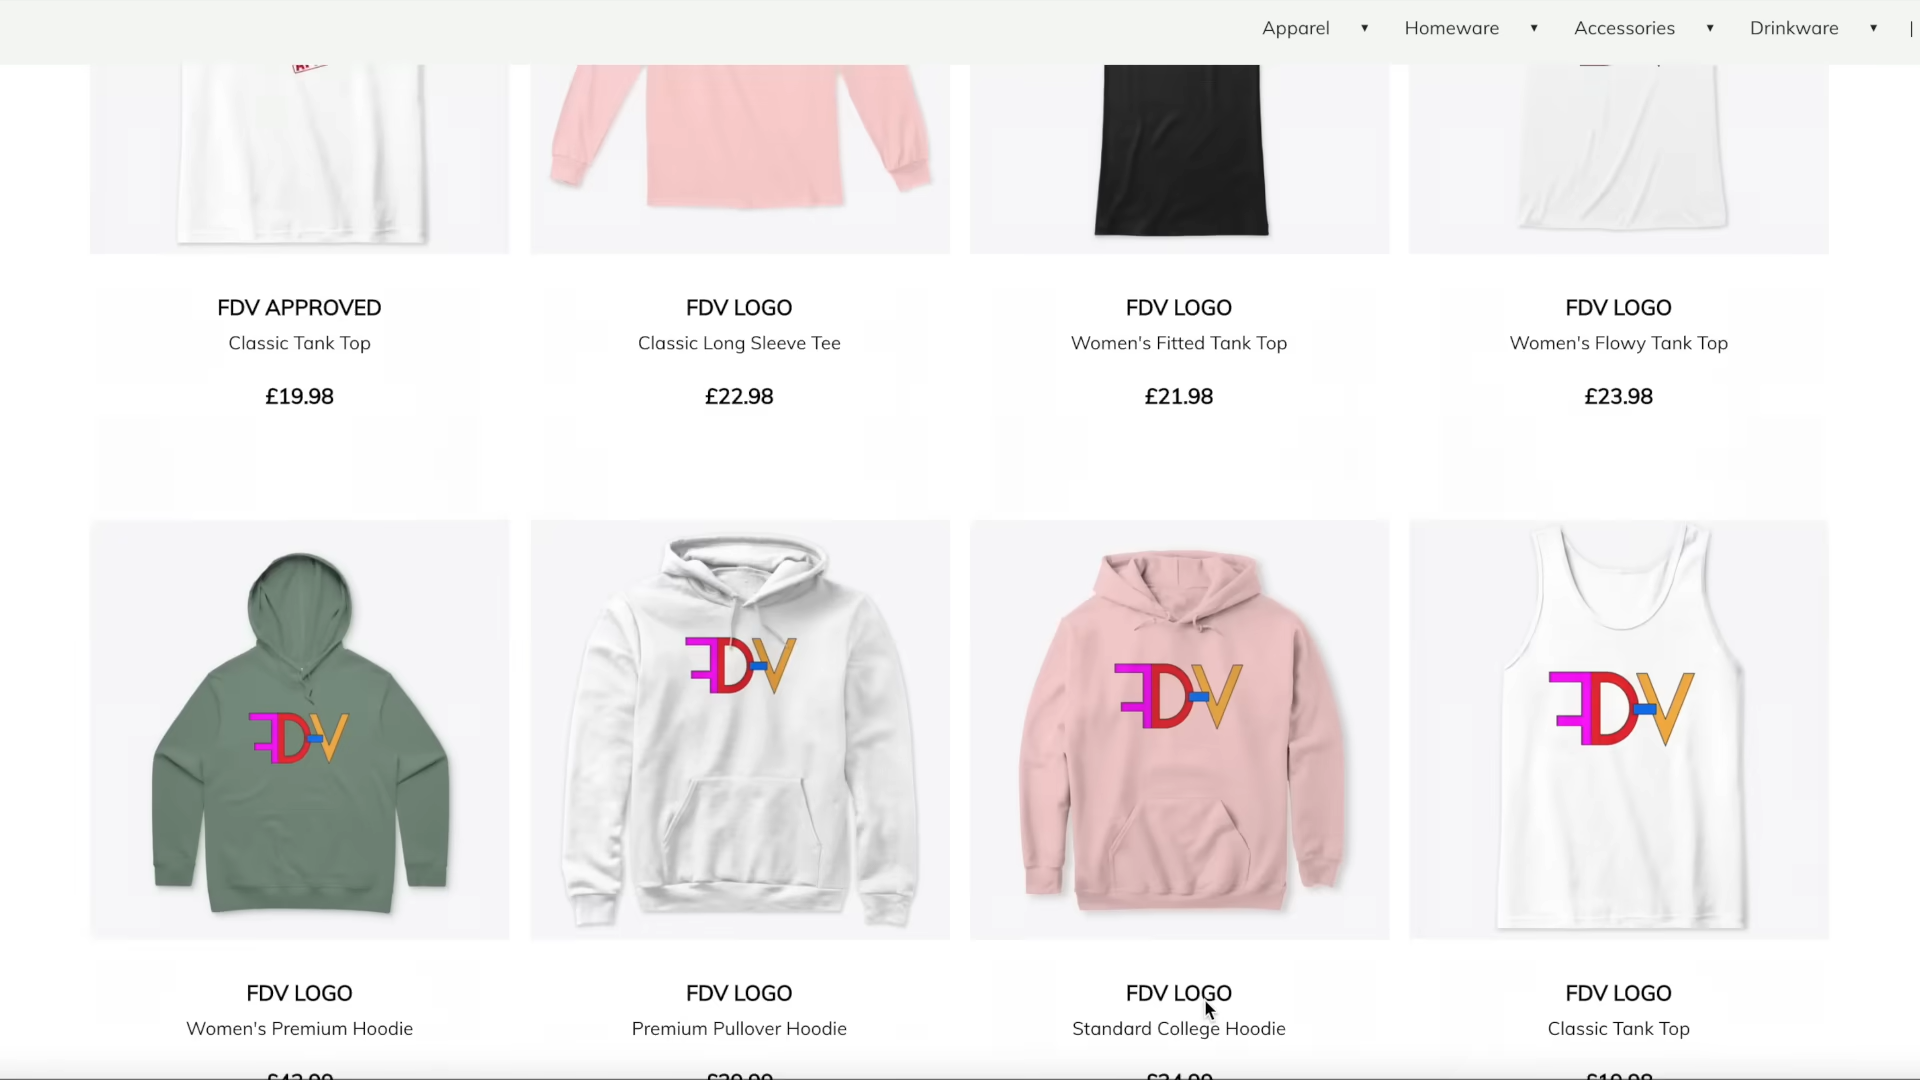 Apparel ▼ Homeware ▼ Accessories ▼ Drinkware ▼ |
FDV APPROVED
Classic Tank Top
£19.98
FDV LOGO
Classic Long Sleeve Tee
£22.98
FDV LOGO
Women's Fitted Tank Top
£21.98
FDV LOGO
Women's Flowy Tank Top
£23.98
FDV
FDV
FDV
FDV
FDV LOGO
Women's Premium Hoodie
FDV LOGO
Premium Pullover Hoodie
FDV LOGO
Standard College Hoodie
FDV LOGO
Classic Tank Top